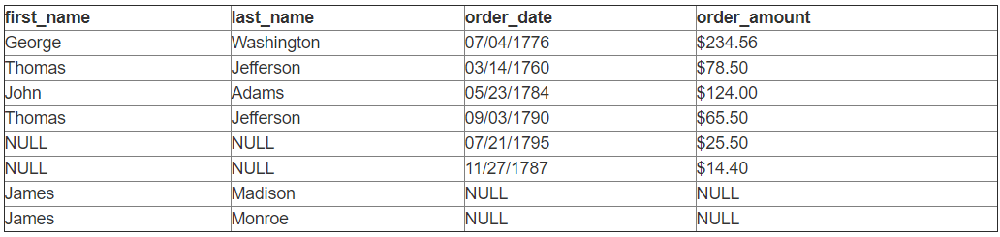 first_name last_name order_date order_amount
George Washington 07/04/1776 $234.56
Thomas Jefferson 03/14/1760 $78.50
John Adams 05/23/1784 $124.00
Thomas Jefferson 09/03/1790 $65.50
NULL NULL 07/21/1795 $25.50
NULL NULL 11/27/1787 $14.40
James Madison NULL NULL
James Monroe NULL NULL